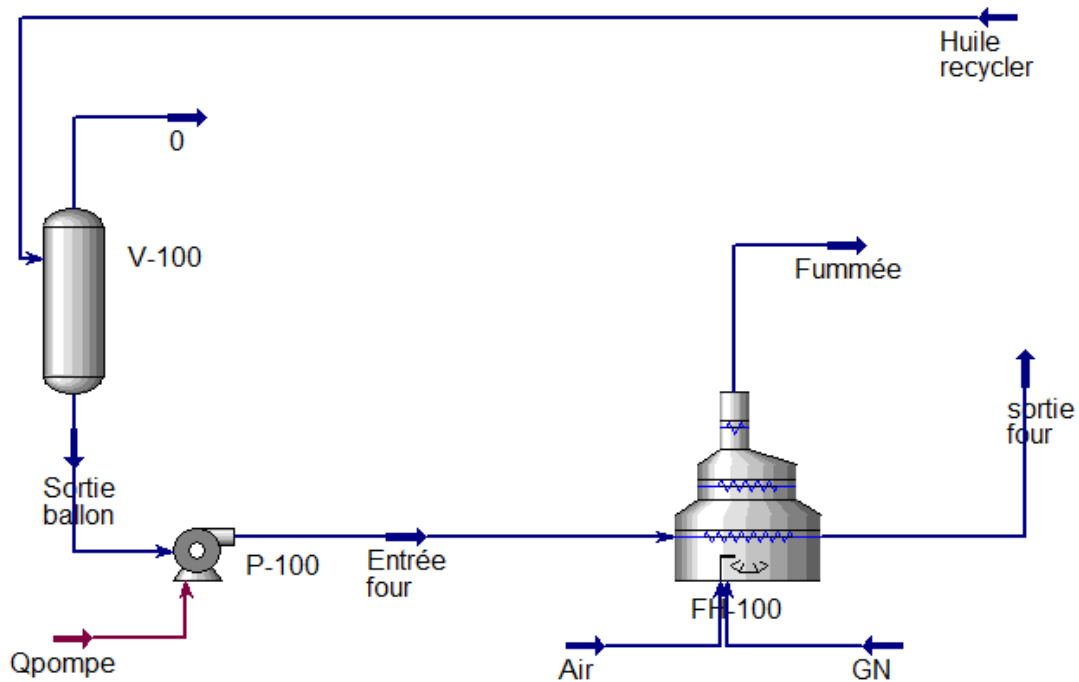 Huile
recycler
0
V-100
Fummée
sortie
four
Sortie
ballon
P-100
Entrée
four
FH-100
Qpompe
Air
GN